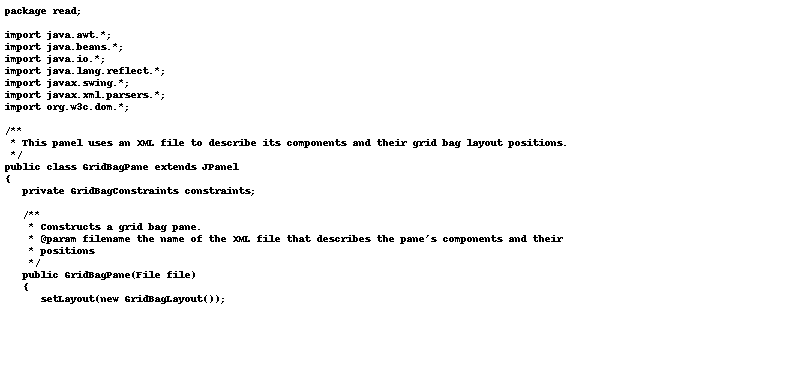 package read;

import java.awt.*;
import java.beans.*;
import java.io.*;
import java.lang.reflect.*;
import javax.swing.*;
import javax.xml.parsers.*;
import org.w3c.dom.*;

/**
 * This panel uses an XML file to describe its components and their grid bag layout positions.
 */
public class GridBagPane extends JPanel
{
   private GridBagConstraints constraints;

   /**
    * Constructs a grid bag pane.
    * @param filename the name of the XML file that describes the pane's components and their
    * positions
    */
   public GridBagPane(File file)
   {
      setLayout(new GridBagLayout());